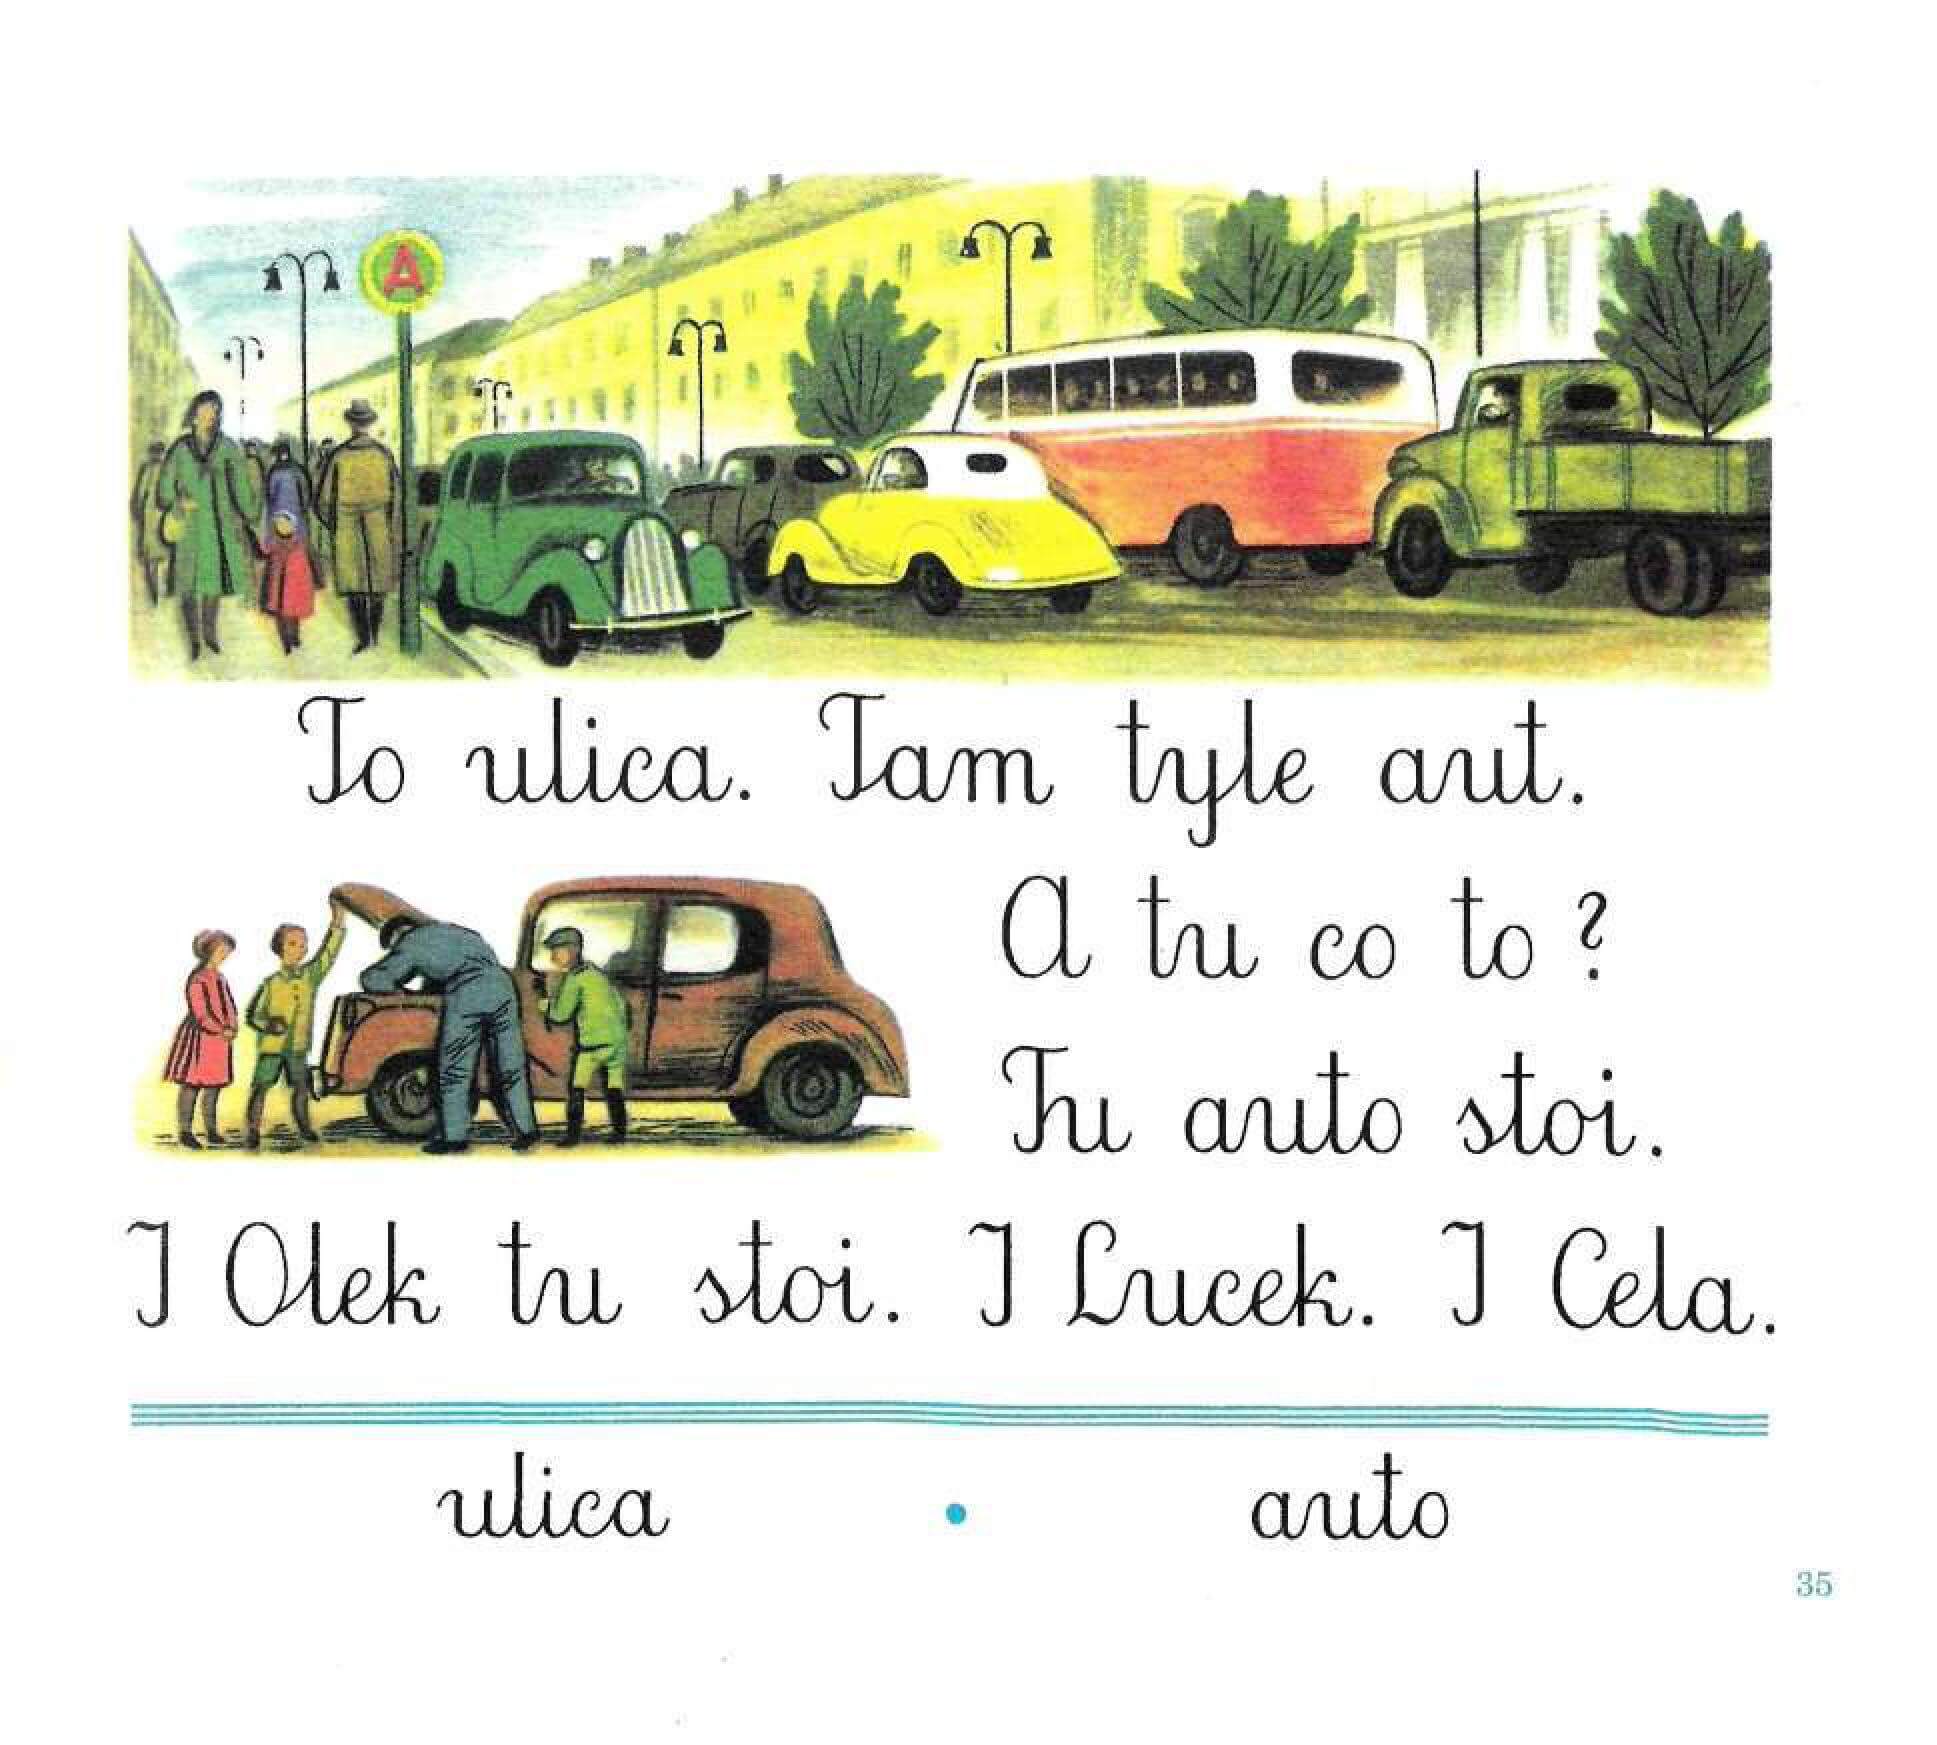 A
To ulica. Tam tyle aut.
A tu co to?
Tu auto stoi.
I Olek tu stoi. I Lucek. I Cela.
ulica • auto
35